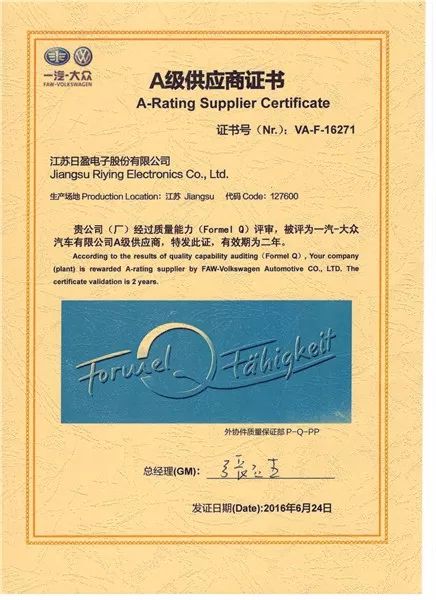 一汽-大众
FAW-VOLKSWAGEN
A级供应商证书
A-Rating Supplier Certificate
证书号（Nr.）：VA-F-16271
江苏日盈电子股份有限公司
Jiangsu Riying Electronics Co., Ltd.
生产场地 Production Location：江苏 Jiangsu 代码 Code：127600
贵公司（厂）经过质量能力（Formel Q）评审，被评为一汽-大众
汽车有限公司A级供应商，特发此证，有效期为二年。
According to the results of quality capability auditing（Formel Q）, Your company
(plant) is rewarded A-rating supplier by FAW-Volkswagen Automotive CO., LTD. The
certificate validation is 2 years.
Formel Q Fähigkeit
外协件质量保证部 P-Q-PP
总经理(GM)：
发证日期(Date):2016年6月24日